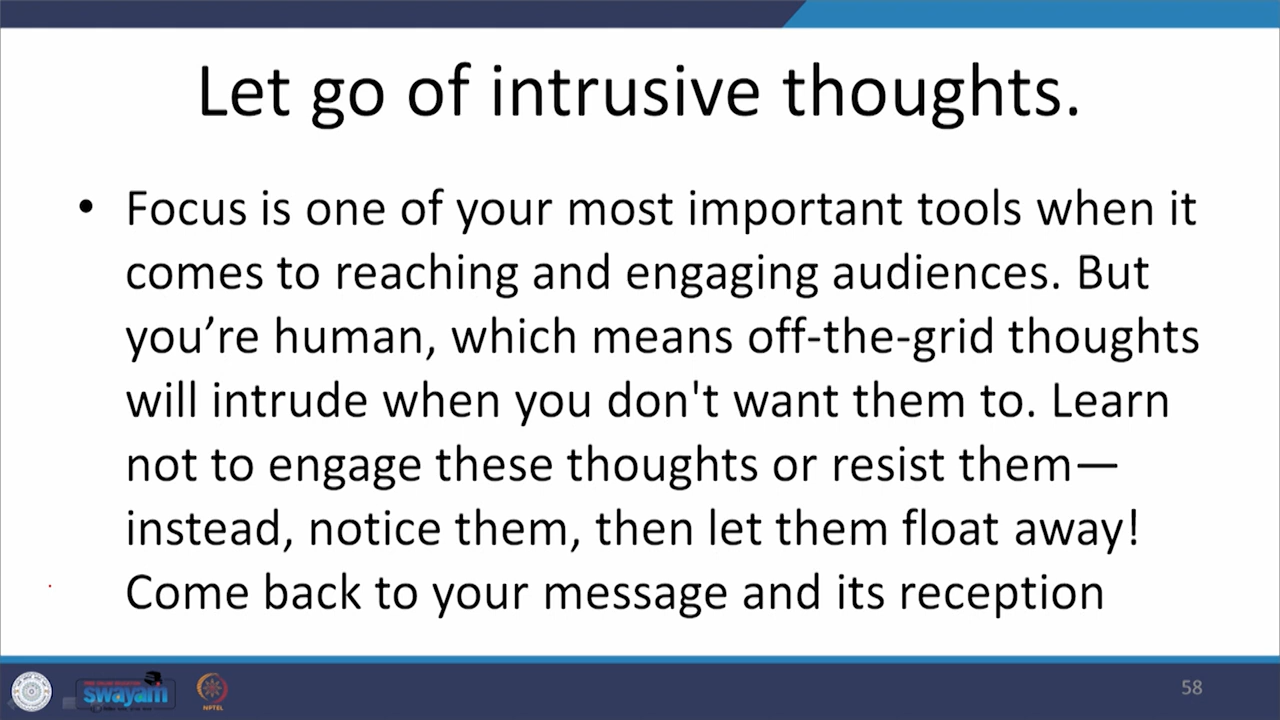 Let go of intrusive thoughts.
• Focus is one of your most important tools when it
comes to reaching and engaging audiences. But
you’re human, which means off-the-grid thoughts
will intrude when you don't want them to. Learn
not to engage these thoughts or resist them—
instead, notice them, then let them float away!
Come back to your message and its reception
swayam
NPTEL
58